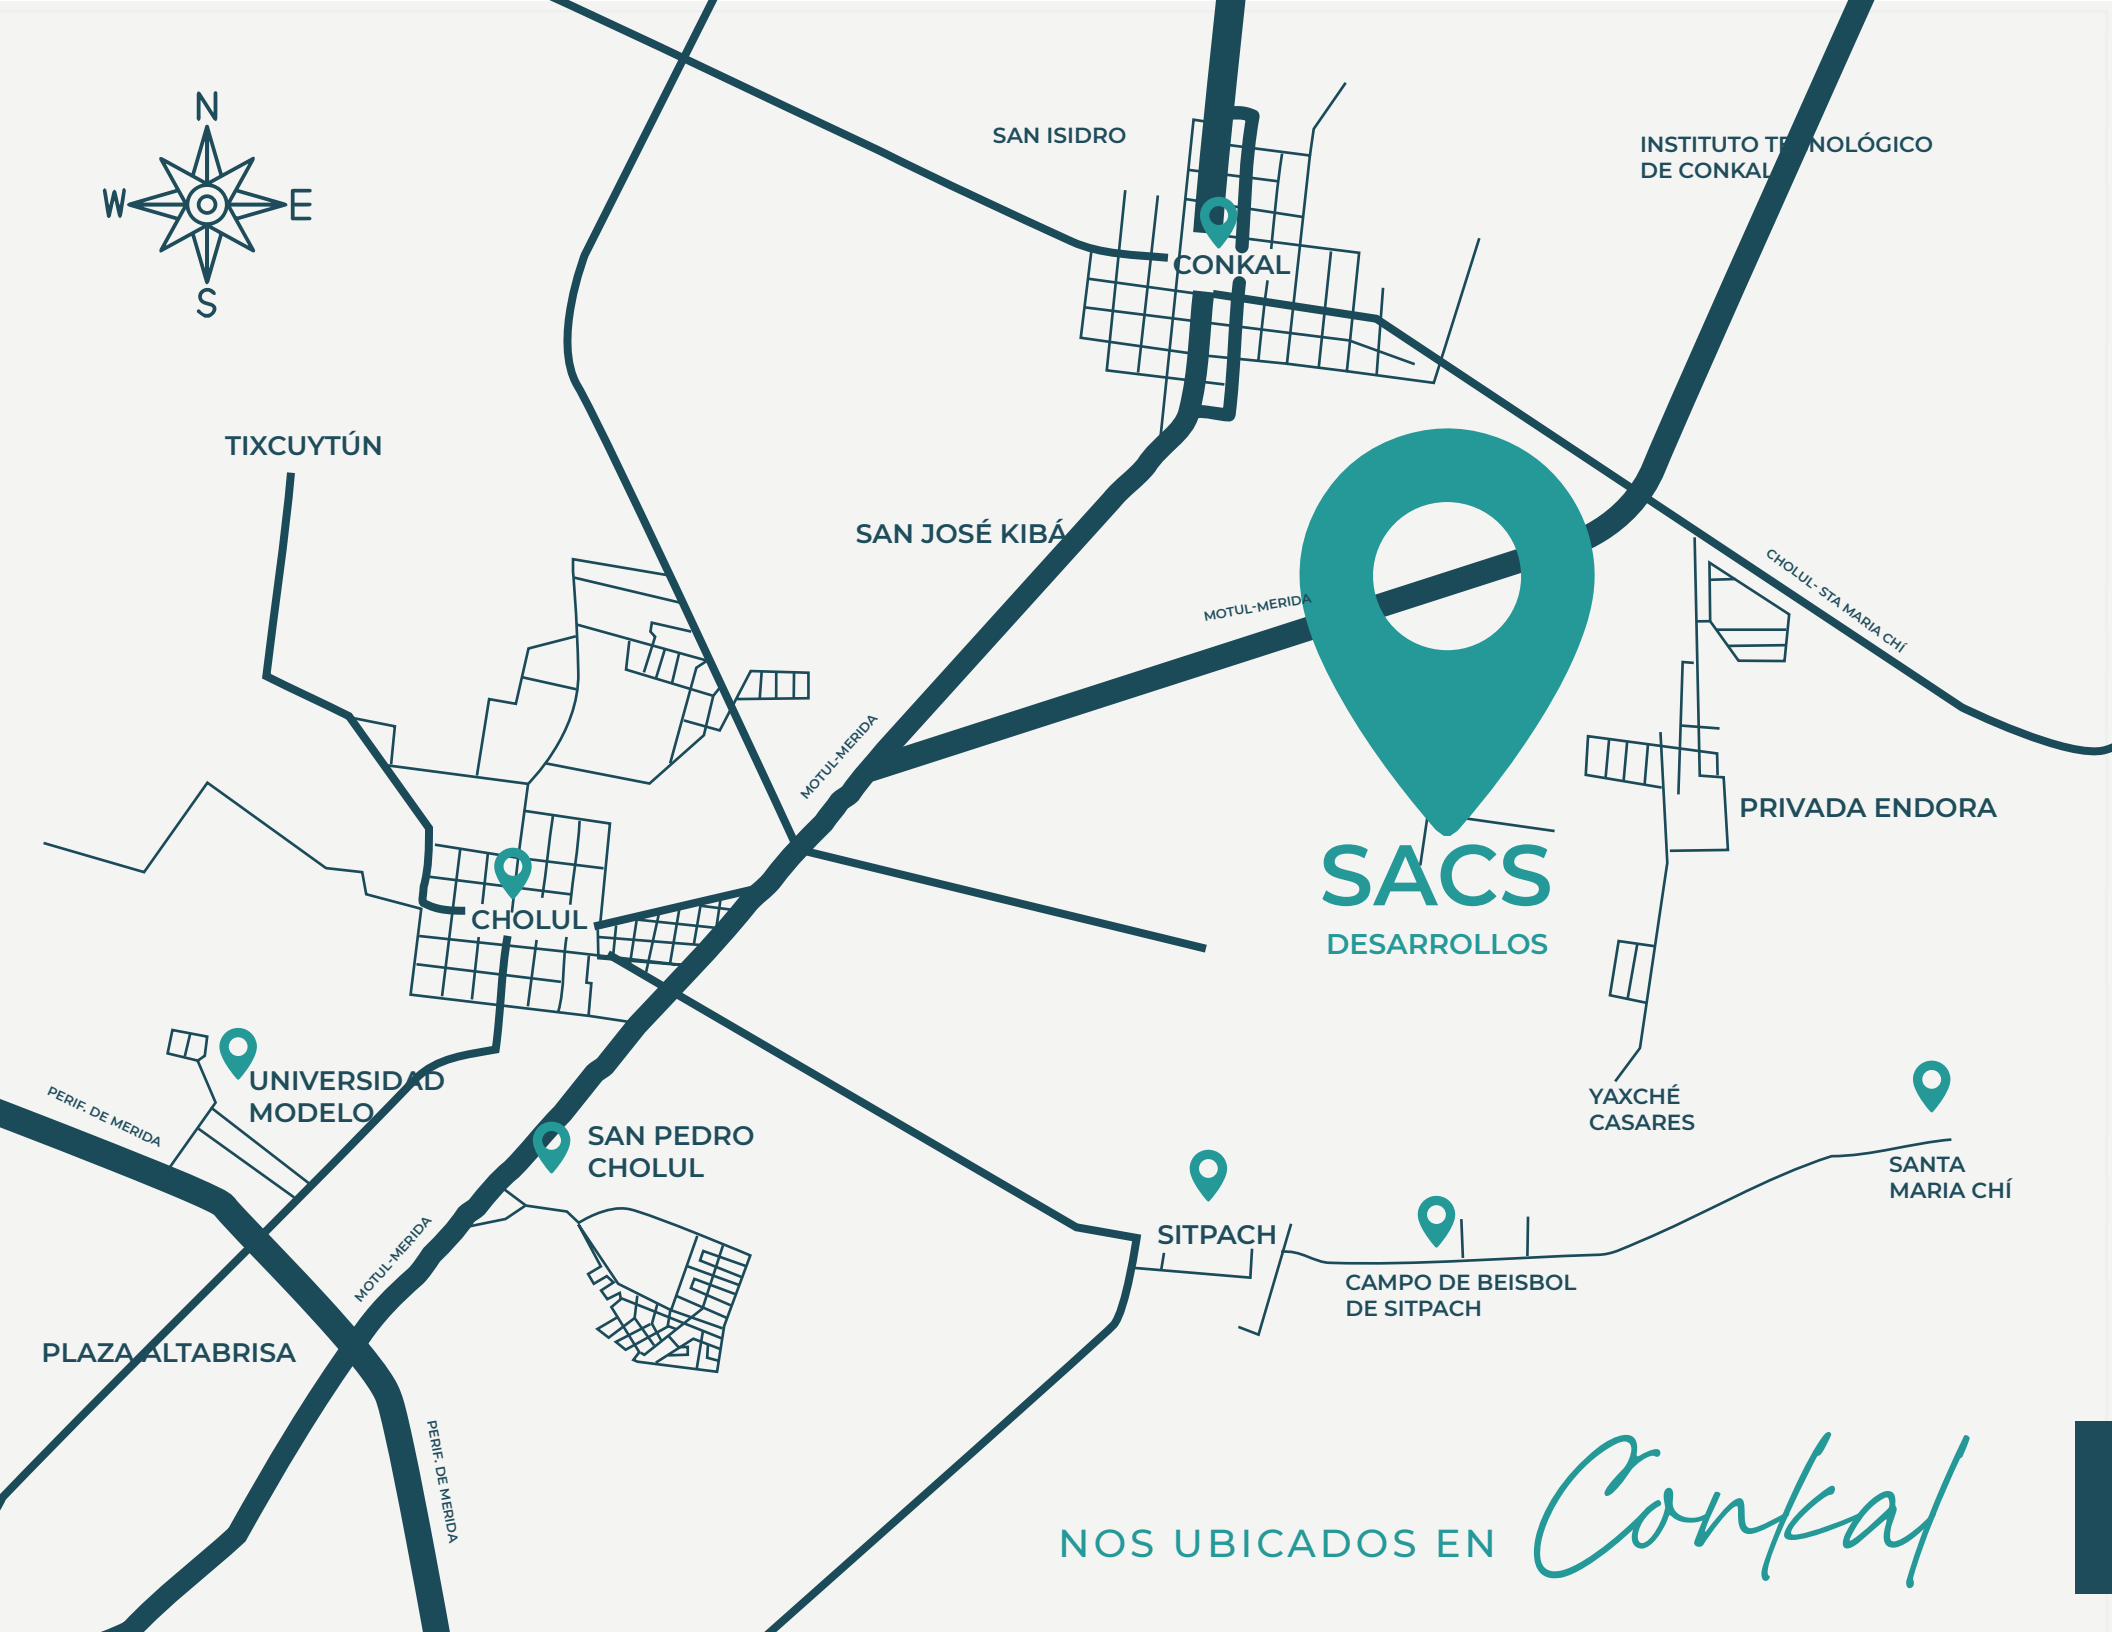 N
SAN ISIDRO
INSTITUTO TECNOLÓGICO
DE CONKAL
W
E
CONKAL
S
TIXCUYTÚN
SAN JOSÉ KIBÁ
CHOLUL- STA MARIA CHÍ
MOTUL-MERIDA
MOTUL-MERIDA
PRIVADA ENDORA
SACS
CHOLUL
DESARROLLOS
UNIVERSIDAD
MODELO
PERIF. DE MERIDA
YAXCHÉ
CASARES
SAN PEDRO
CHOLUL
SANTA
MARIA CHÍ
SITPACH
MOTUL-MERIDA
CAMPO DE BEISBOL
DE SITPACH
PLAZA ALTABRISA
PERIF. DE MERIDA
NOS UBICADOS EN Conkal